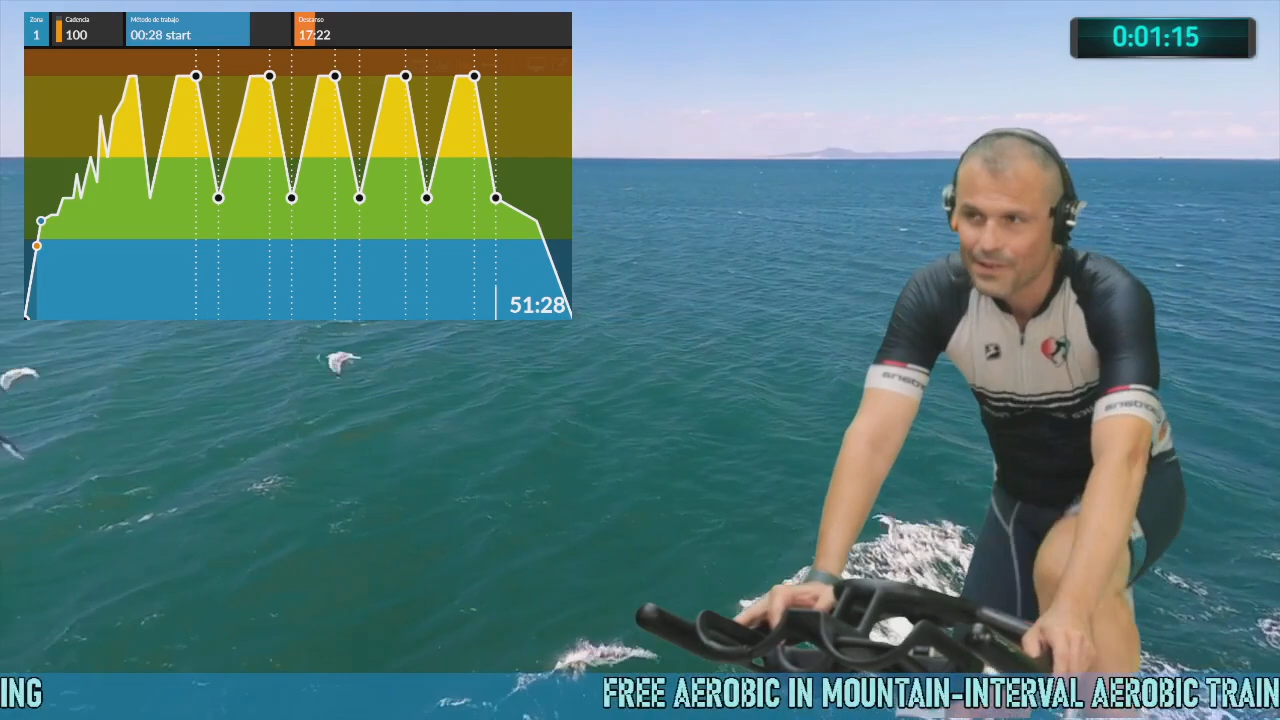 Zona
1
Cadencia
100
Método de trabajo
00:28 start
Descanso
17:22
0:01:15
51:28
ING
FREE AEROBIC IN MOUNTAIN-INTERVAL AEROBIC TRAIN